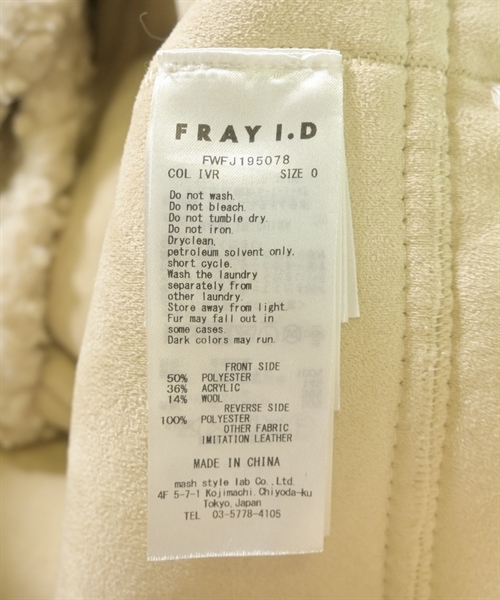 FRAY I.D
FWFJ195078
COL IVR SIZE 0
Do not wash.
Do not bleach.
Do not tumble dry.
Do not iron.
Dryclean.
petroleum solvent only.
short cycle.
Wash the laundry
separately from
other laundry.
Store away from light.
Fur may fall out in
some cases.
Dark colors may run.
FRONT SIDE
50% POLYESTER
36% ACRYLIC
14% WOOL
REVERSE SIDE
100% POLYESTER
OTHER FABRIC
IMITATION LEATHER
MADE IN CHINA
mash style lab Co.,Ltd.
4F 5-7-1 Kojimachi, Chiyoda-ku
Tokyo, Japan
TEL 03-5778-4105